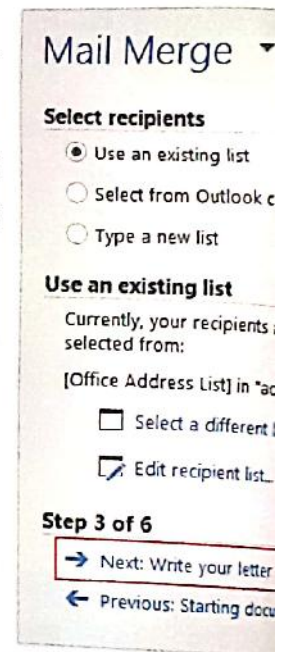 Mail Merge
Select recipients
Use an existing list
Select from Outlook c
Type a new list
Use an existing list
Currently, your recipients
selected from:
[Office Address List] in "ad
Select a different
Edit recipient list...
Step 3 of 6
Next: Write your letter
Previous: Starting docu